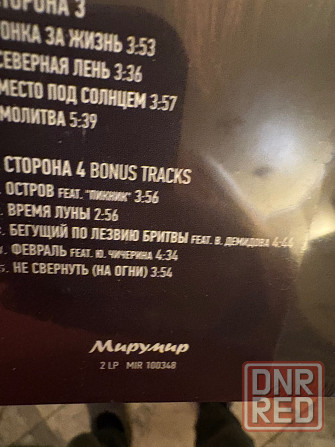 СТОРОНА 3
ГОНКА ЗА ЖИЗНЬ 3:53
СЕВЕРНАЯ ЛЕНЬ 3:36
МЕСТО ПОД СОЛНЦЕМ 3:57
МОЛИТВА 5:39
СТОРОНА 4 BONUS TRACKS
. ОСТРОВ FEAT. "ПИКНИК" 3:56
. ВРЕМЯ ЛУНЫ 2:56
. БЕГУЩИЙ ПО ЛЕЗВИЮ БРИТВЫ FEAT. В. ДЕМИДОВА 4:44
. ФЕВРАЛЬ FEAT. Ю. ЧИЧЕРИНА 4:34
5. НЕ СВЕРНУТЬ (НА ОГНИ) 3:54
Мирумир
2 LP MIR 100348
DNR
RED